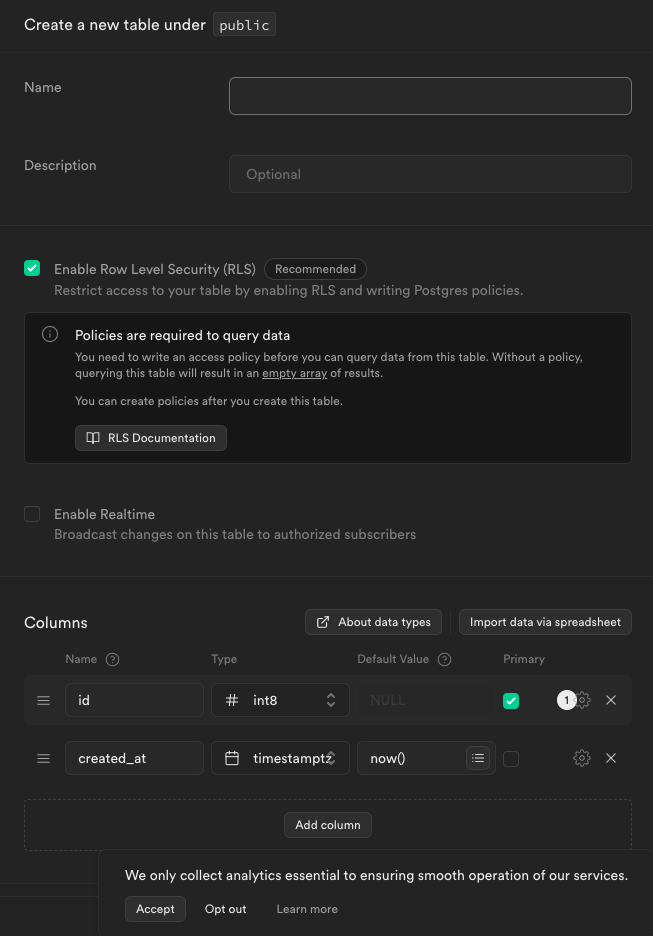 Create a new table under public
Name
Description
Optional
Enable Row Level Security (RLS) Recommended
Restrict access to your table by enabling RLS and writing Postgres policies.
Policies are required to query data
You need to write an access policy before you can query data from this table. Without a policy,
querying this table will result in an empty array of results.
You can create policies after you create this table.
RLS Documentation
Enable Realtime
Broadcast changes on this table to authorized subscribers
Columns About data types Import data via spreadsheet
Name Type Default Value Primary
id # int8 NULL 1
created_at timestamptz now()
Add column
We only collect analytics essential to ensuring smooth operation of our services.
Accept Opt out Learn more